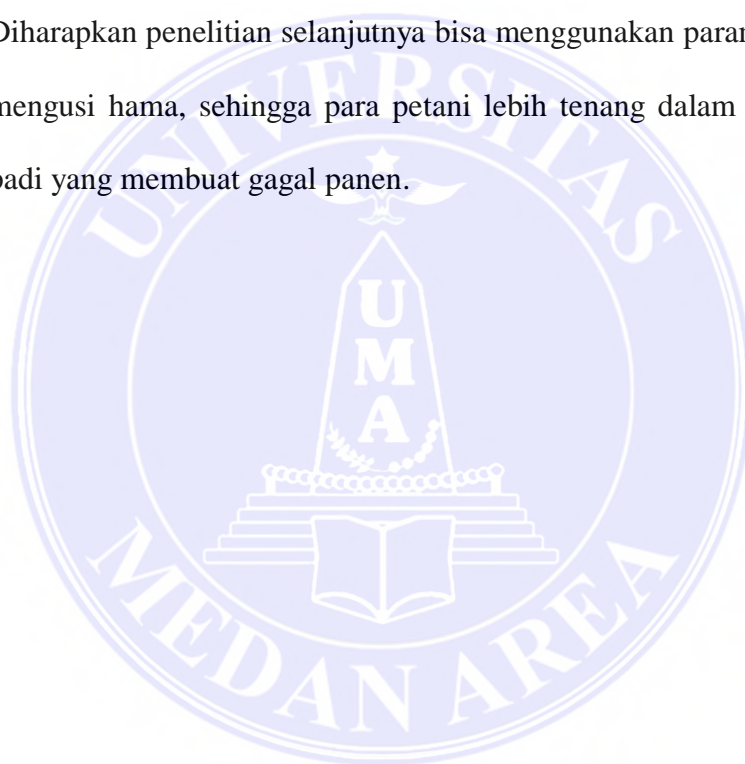 Diharapkan penelitian selanjutnya bisa menggunakan
mengusi hama, sehingga para petani lebih tenang dalam
padi yang membuat gagal panen.
UNIVERSITAS
U
M
A
MEDAN AREA